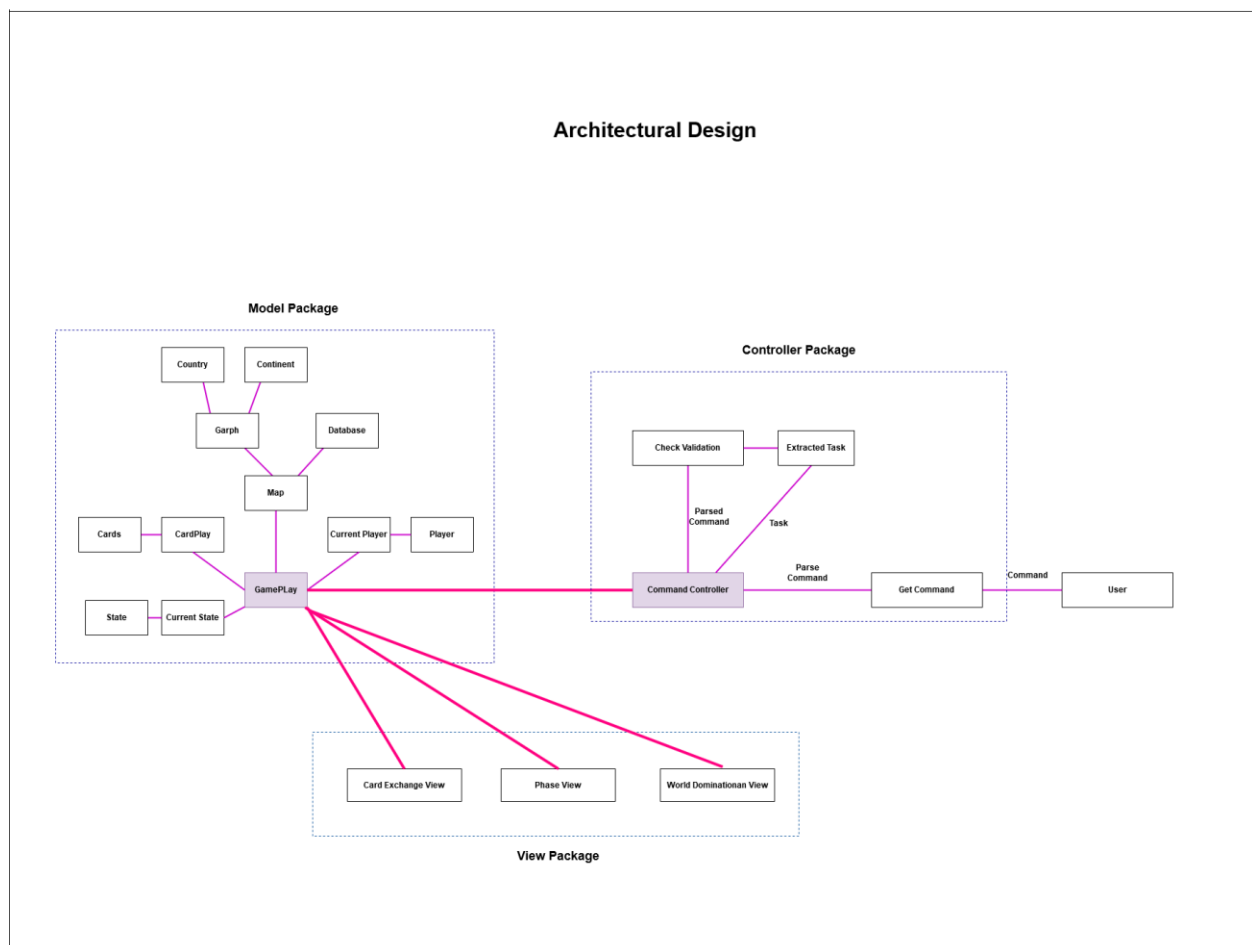 Architectural Design
Model Package
Controller Package
Country
Continent
Garph
Database
Check Validation
Extracted Task
Map
Parsed
Command
Task
Cards
CardPlay
Current Player
Player
Parse
Command
Command
GamePLay
Command Controller
Get Command
User
State
Current State
Card Exchange View
Phase View
World Dominationan View
View Package